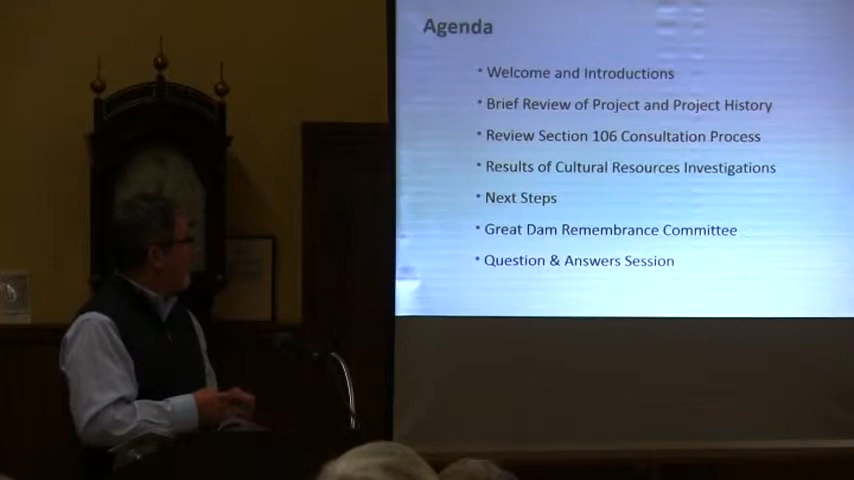 Agenda
• Welcome and Introductions
• Brief Review of Project and Project History
• Review Section 106 Consultation Process
• Results of Cultural Resources Investigations
• Next Steps
• Great Dam Remembrance Committee
• Question & Answers Session